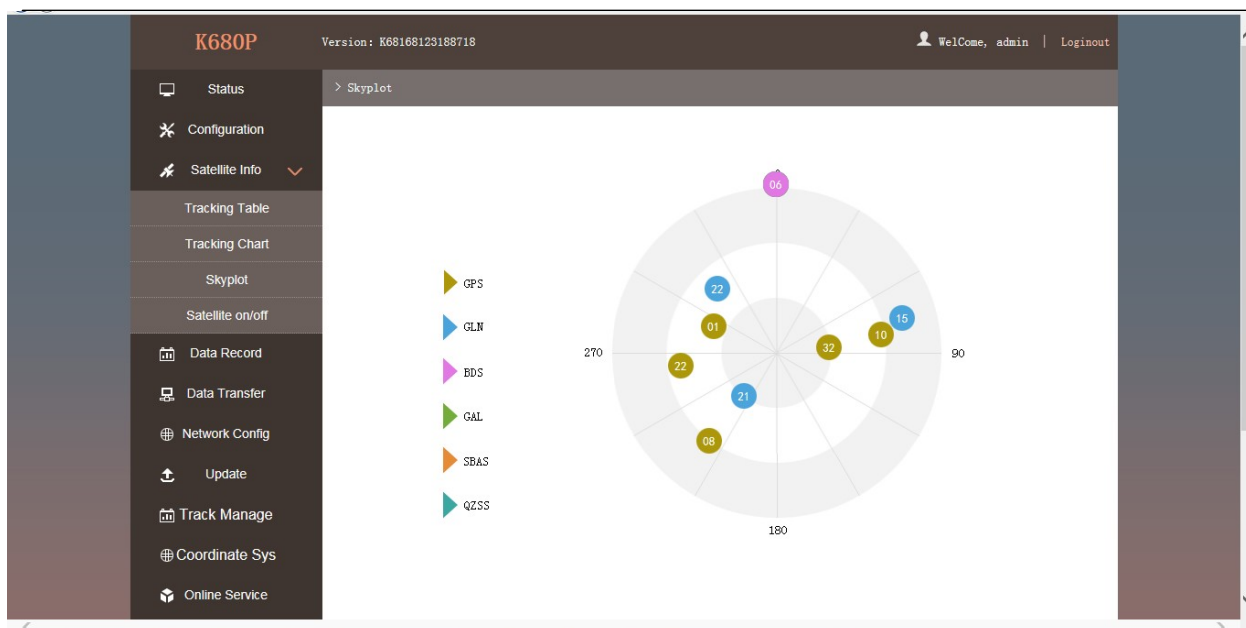 K680P
Version: K68168123188718
WelCome, admin | Loginout
Status
> Skyplot
Configuration
Satellite Info
Tracking Table
Tracking Chart
Skyplot
Satellite on/off
Data Record
Data Transfer
Network Config
Update
Track Manage
Coordinate Sys
Online Service
GPS
GLN
BDS
GAL
SBAS
QZSS
06
22
15
01
10
32
270
90
22
21
08
180